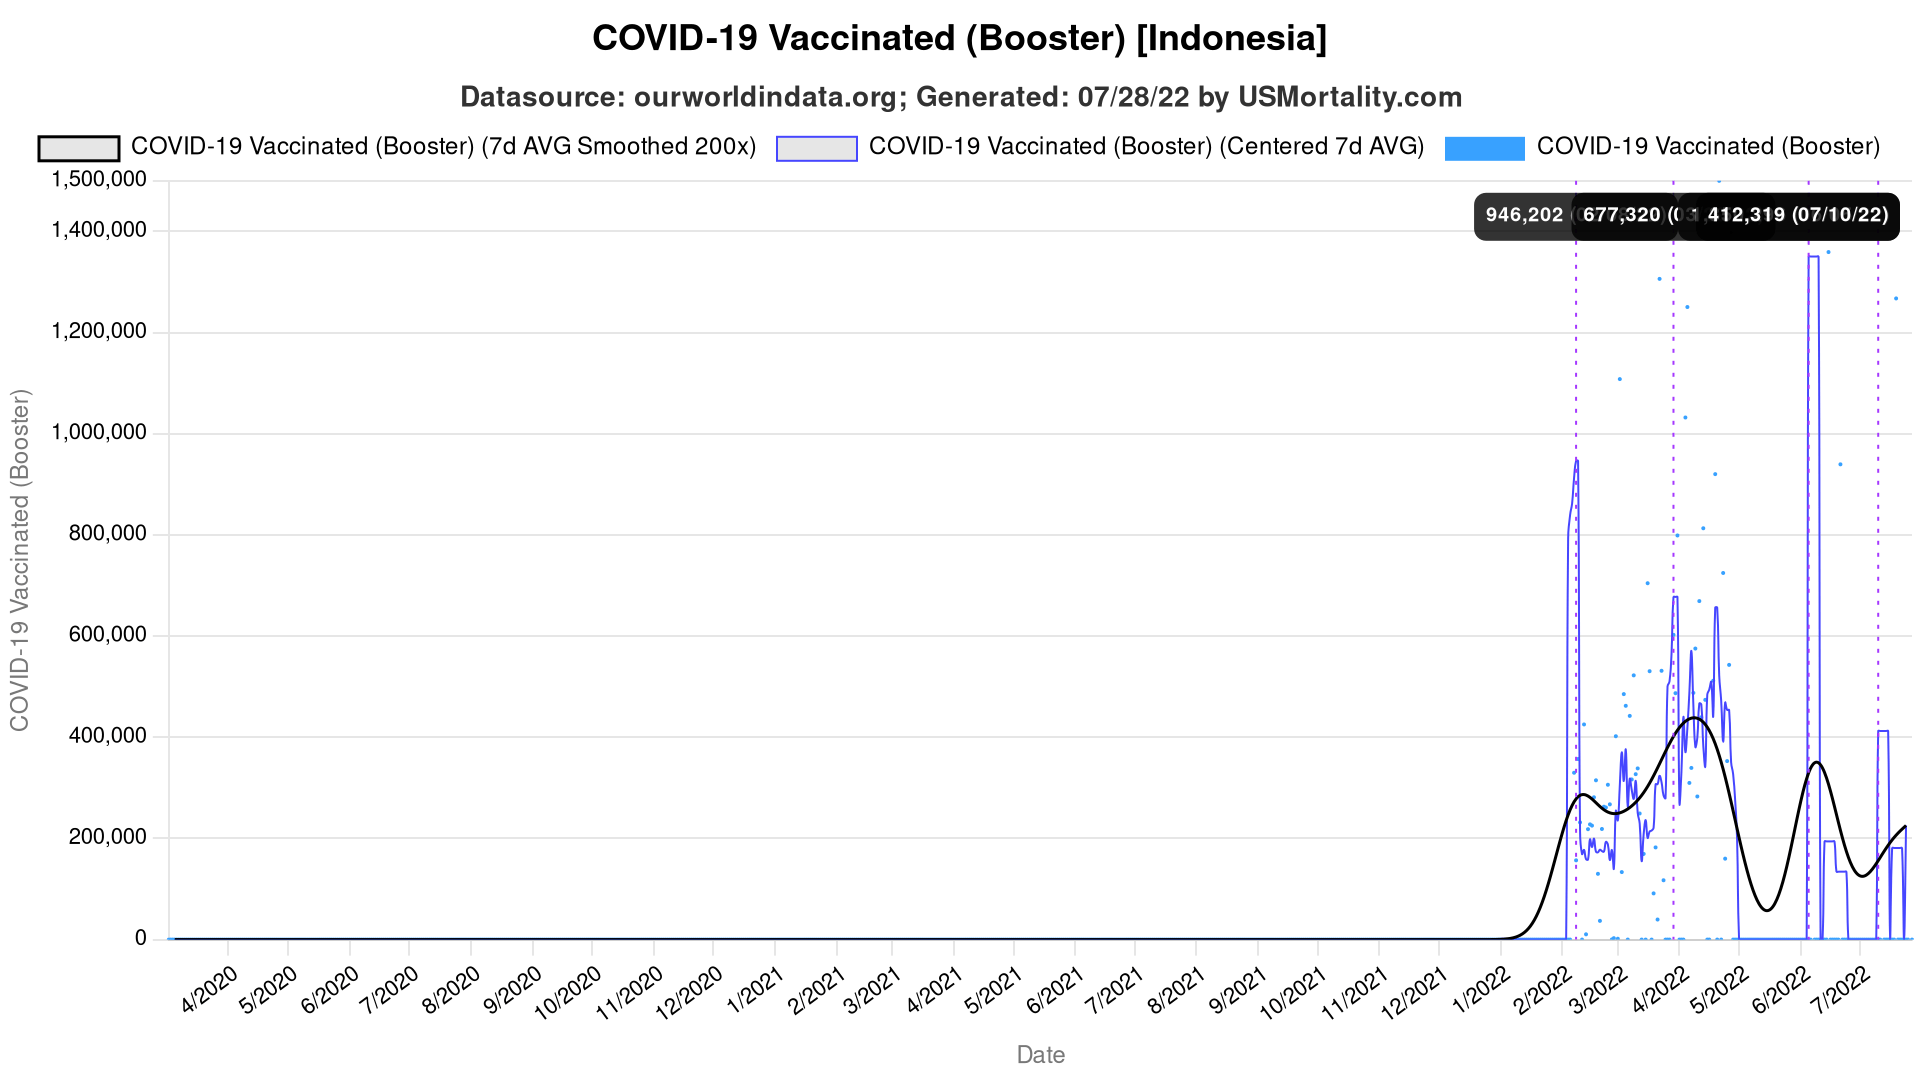 COVID-19 Vaccinated (Booster) [Indonesia]
Datasource: ourworldindata.org; Generated: 07/28/22 by USMortality.com
COVID-19 Vaccinated (Booster) (7d AVG Smoothed 200x) COVID-19 Vaccinated (Booster) (Centered 7d AVG) COVID-19 Vaccinated (Booster)
1,500,000
946,202 677,320 412,319 (07/10/22)
1,400,000
1,200,000
1,000,000
800,000
600,000
400,000
200,000
0
COVID-19 Vaccinated (Booster)
4/2020 5/2020 6/2020 7/2020 8/2020 9/2020 10/2020 11/2020 12/2020 1/2021 2/2021 3/2021 4/2021 5/2021 6/2021 7/2021 8/2021 9/2021 10/2021 11/2021 12/2021 1/2022 2/2022 3/2022 4/2022 5/2022 6/2022 7/2022
Date